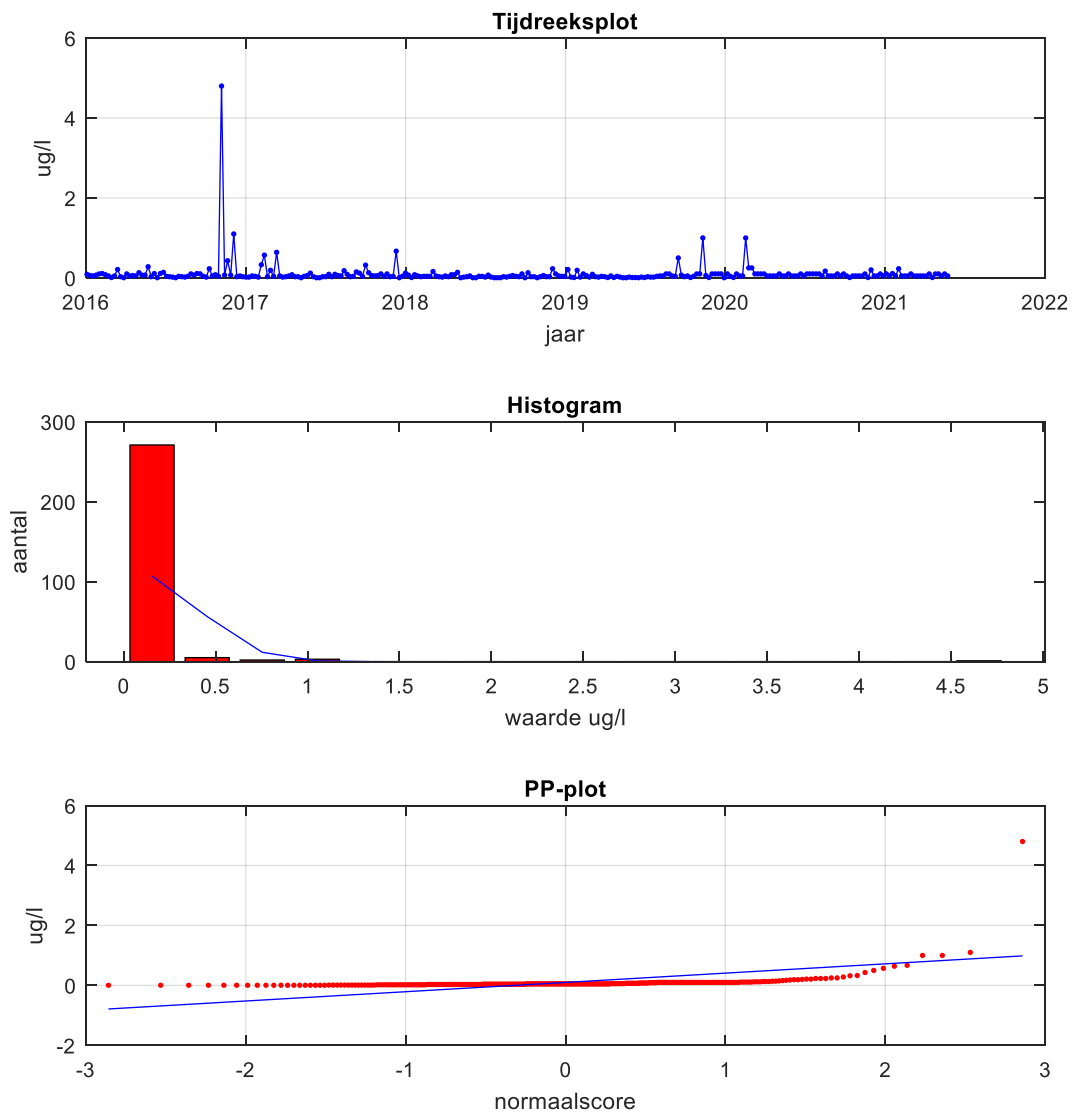 Tijdreeksplot
6
4
2
0
ug/l
2016 2017 2018 2019 2020 2021 2022
jaar
Histogram
300
200
100
0
aantal
0 0.5 1 1.5 2 2.5 3 3.5 4 4.5 5
waarde ug/l
PP-plot
6
4
2
0
-2
ug/l
-3 -2 -1 0 1 2 3
normaalscore